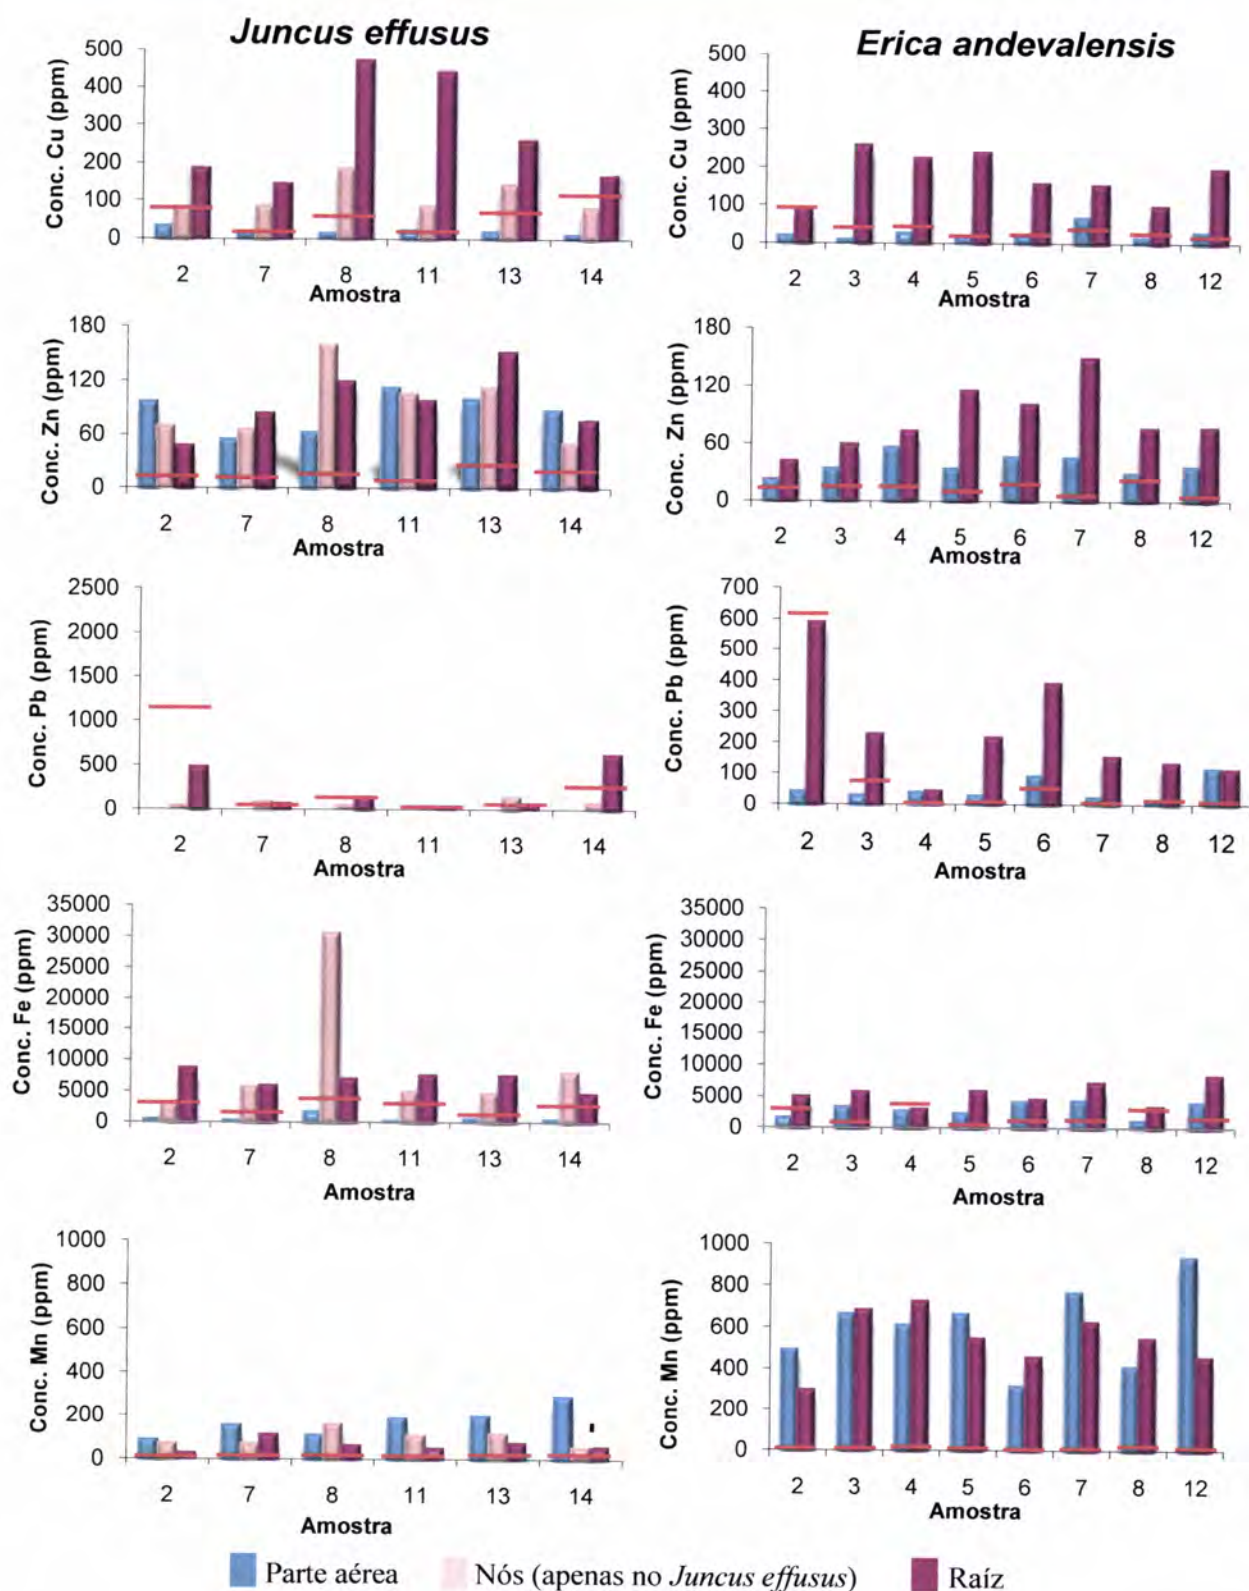 Juncus effusus
Erica andevalensis
Conc. Cu (ppm)
500
400
300
200
100
0
2 7 8 11 13 14
Amostra
Conc. Cu (ppm)
500
400
300
200
100
0
2 3 4 5 6 7 8 12
Amostra
Conc. Zn (ppm)
180
120
60
0
2 7 8 11 13 14
Amostra
Conc. Zn (ppm)
180
120
60
0
2 3 4 5 6 7 8 12
Amostra
Conc. Pb (ppm)
2500
2000
1500
1000
500
0
2 7 8 11 13 14
Amostra
Conc. Pb (ppm)
700
600
500
400
300
200
100
0
2 3 4 5 6 7 8 12
Amostra
Conc. Fe (ppm)
35000
30000
25000
20000
15000
10000
5000
0
2 7 8 11 13 14
Amostra
Conc. Fe (ppm)
35000
30000
25000
20000
15000
10000
5000
0
2 3 4 5 6 7 8 12
Amostra
Conc. Mn (ppm)
1000
800
600
400
200
0
2 7 8 11 13 14
Amostra
Conc. Mn (ppm)
1000
800
600
400
200
0
2 3 4 5 6 7 8 12
Amostra
Parte aérea Nós (apenas no Juncus effusus) Raíz